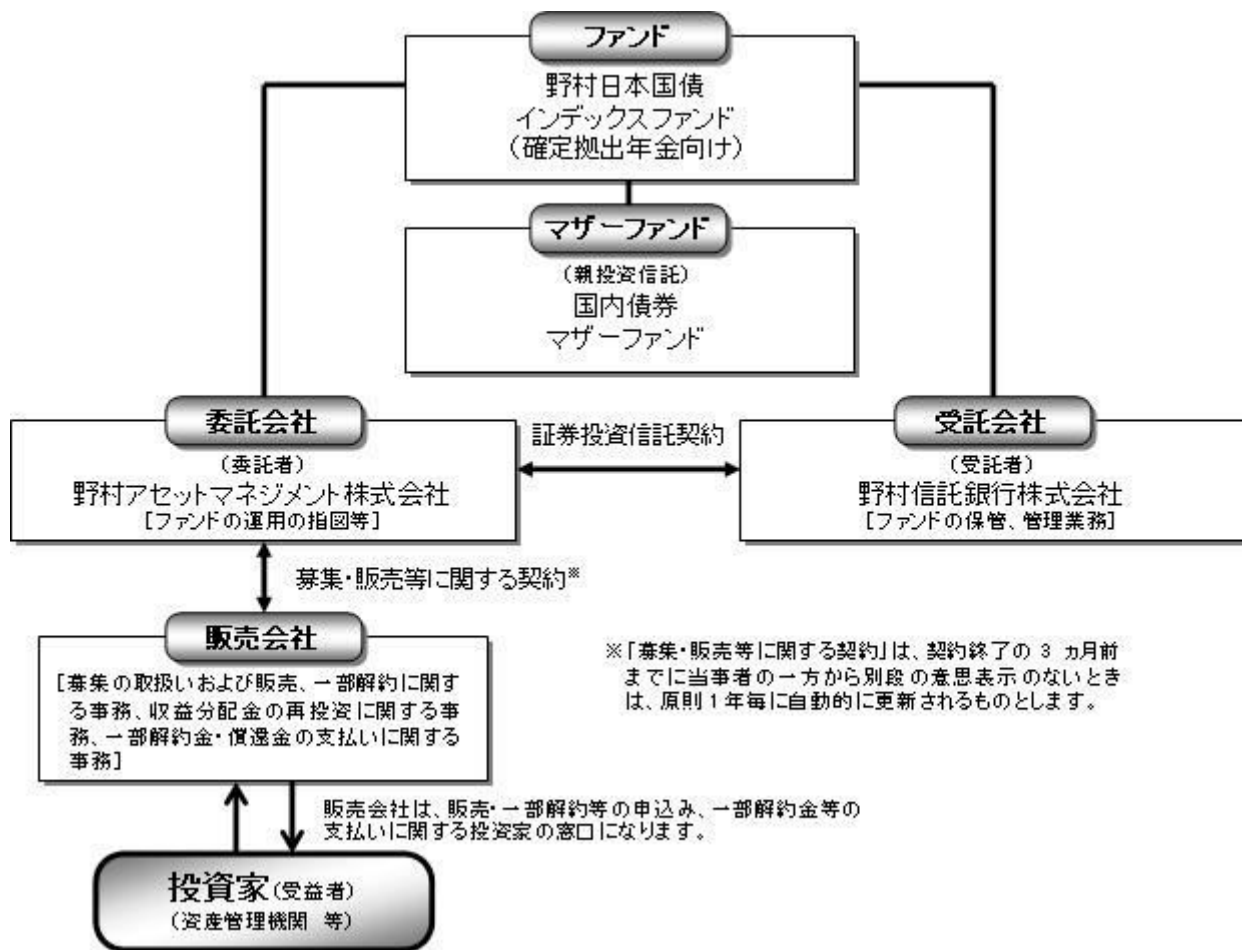 ファンド
野村日本国債
インデックスファンド
(確定拠出年金向け)
マザーファンド
(親投資信託)
国内債券
マザーファンド
委託会社
(委託者)
野村アセットマネジメント株式会社
[ファンドの運用の指図等]
証券投資信託契約
受託会社
(受託者)
野村信託銀行株式会社
[ファンドの保管、管理業務]
募集・販売等に関する契約※
販売会社
[募集の取扱いおよび販売、一部解約に関す
る事務、収益分配金の再投資に関する事
務、一部解約金・償還金の支払いに関する
事務]
※「募集・販売等に関する契約」は、契約終了の 3 ヵ月前
までに当事者の一方から別段の意思表示のないとき
は、原則1年毎に自動的に更新されるものとします。
販売会社は、販売・一部解約等の申込み、一部解約金等の
支払いに関する投資家の窓口になります。
投資家(受益者)
(資産管理機関 等)